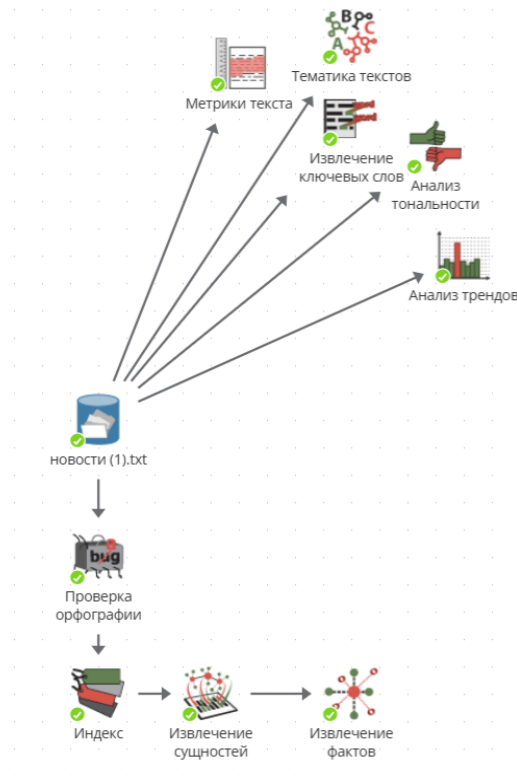 B
C
A
Тематика текстов
Метрики текста
Извлечение
ключевых слов
Анализ
тональности
Анализ трендов
новости (1).txt
bug
Проверка
орфографии
Индекс
Извлечение
сущностей
Извлечение
фактов